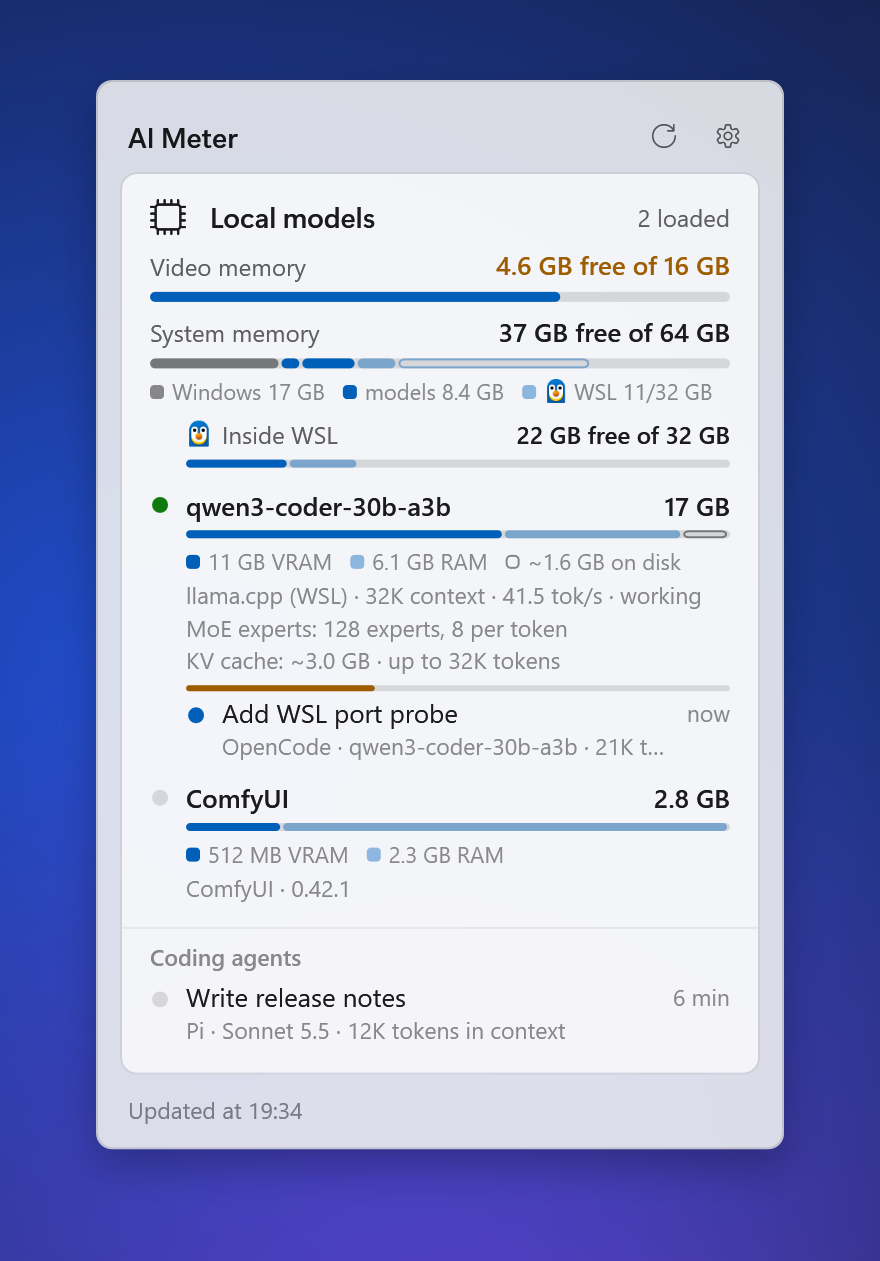 AI Meter
Local models 2 loaded
Video memory 4.6 GB free of 16 GB
System memory 37 GB free of 64 GB
Windows 17 GB models 8.4 GB WSL 11/32 GB
Inside WSL 22 GB free of 32 GB
qwen3-coder-30b-a3b 17 GB
11 GB VRAM 6.1 GB RAM ~1.6 GB on disk
llama.cpp (WSL) · 32K context · 41.5 tok/s · working
MoE experts: 128 experts, 8 per token
KV cache: ~3.0 GB · up to 32K tokens
Add WSL port probe now
OpenCode · qwen3-coder-30b-a3b · 21K t...
ComfyUI 2.8 GB
512 MB VRAM 2.3 GB RAM
ComfyUI · 0.42.1
Coding agents
Write release notes 6 min
Pi · Sonnet 5.5 · 12K tokens in context
Updated at 19:34